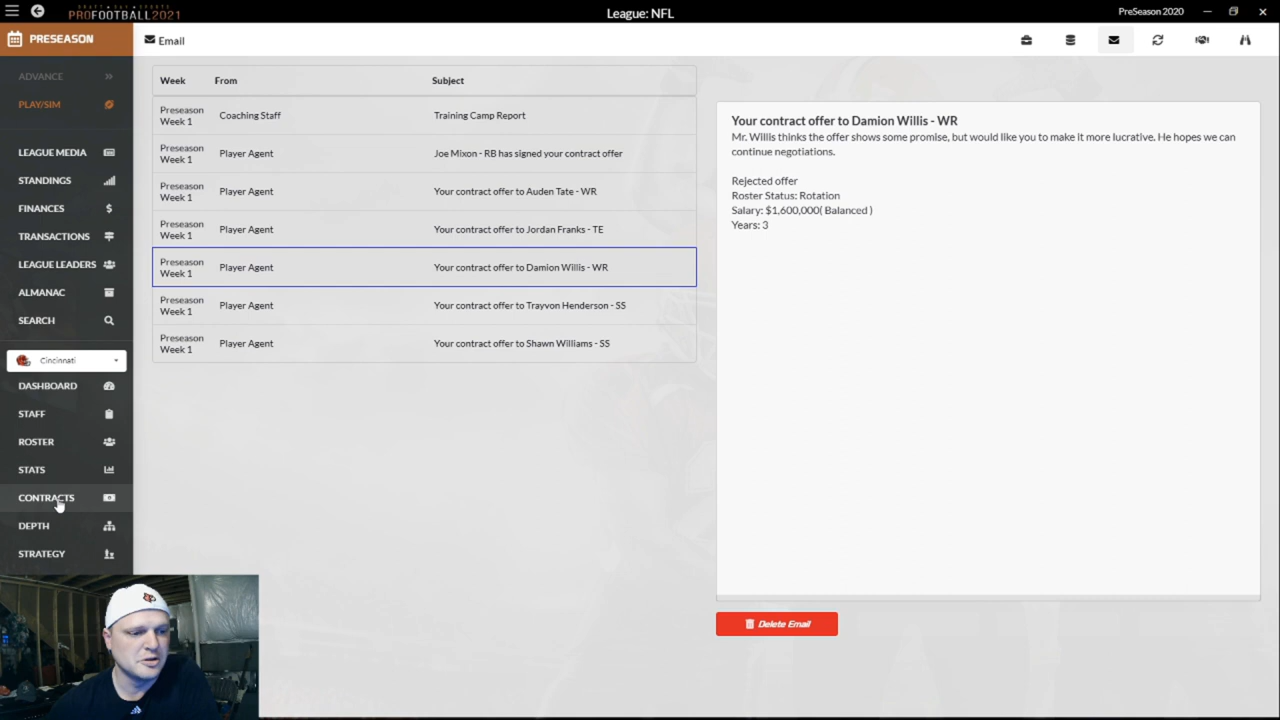 DRAFT DAY SPORTS
PROFOOTBALL2021
League: NFL
PreSeason 2020
PRESEASON
Email
ADVANCE
PLAY/SIM
LEAGUE MEDIA
STANDINGS
FINANCES
TRANSACTIONS
LEAGUE LEADERS
ALMANAC
SEARCH
Cincinnati
DASHBOARD
STAFF
ROSTER
STATS
CONTRACTS
DEPTH
STRATEGY
Week From Subject
Preseason Week 1 Coaching Staff Training Camp Report
Preseason Week 1 Player Agent Joe Mixon - RB has signed your contract offer
Preseason Week 1 Player Agent Your contract offer to Auden Tate - WR
Preseason Week 1 Player Agent Your contract offer to Jordan Franks - TE
Preseason Week 1 Player Agent Your contract offer to Damion Willis - WR
Preseason Week 1 Player Agent Your contract offer to Trayvon Henderson - SS
Preseason Week 1 Player Agent Your contract offer to Shawn Williams - SS
Your contract offer to Damion Willis - WR
Mr. Willis thinks the offer shows some promise, but would like you to make it more lucrative. He hopes we can
continue negotiations.
Rejected offer
Roster Status: Rotation
Salary: $1,600,000( Balanced )
Years: 3
Delete Email